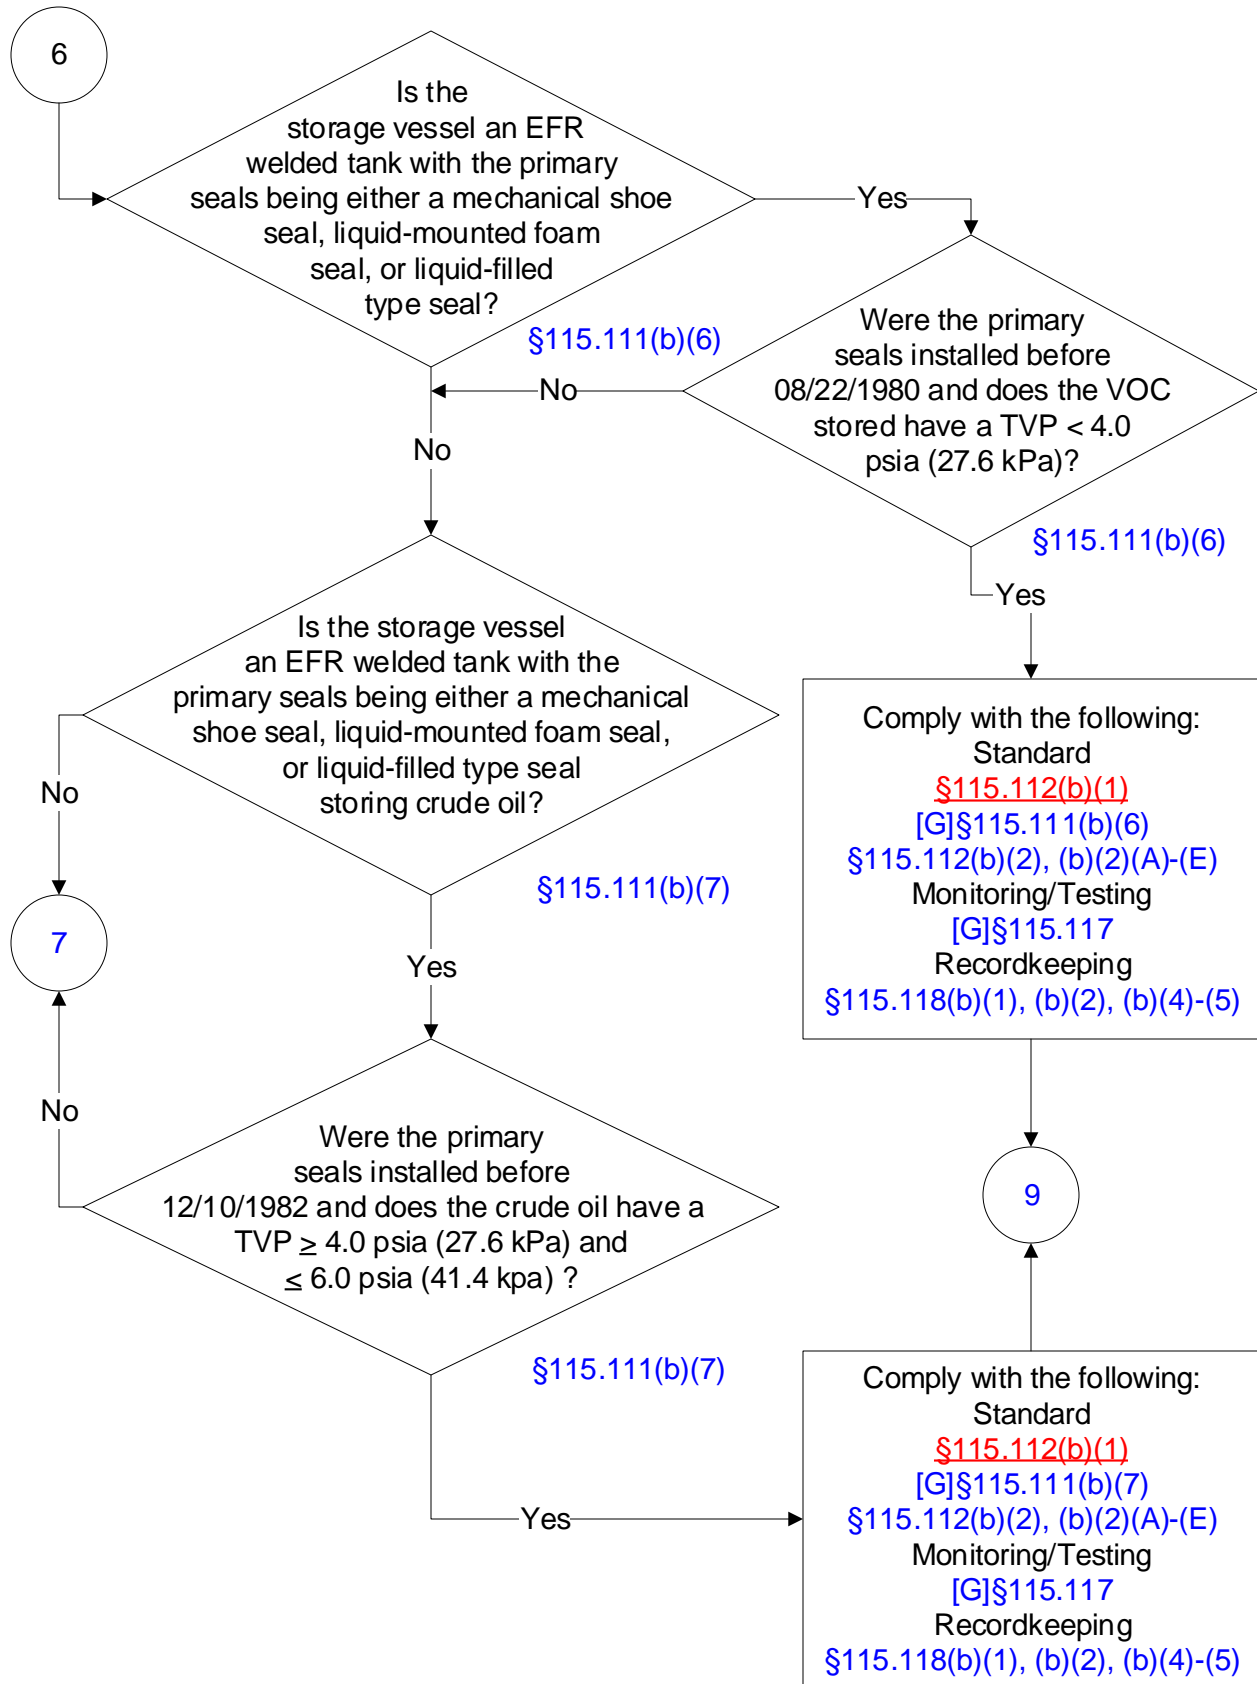 6
Is the
storage vessel an EFR
welded tank with the primary
seals being either a mechanical shoe
seal, liquid-mounted foam
seal, or liquid-filled
type seal?
§115.111(b)(6)
Yes
Were the primary
seals installed before
08/22/1980 and does the VOC
stored have a TVP < 4.0
psia (27.6 kPa)?
§115.111(b)(6)
No
No
Yes
Is the storage vessel
an EFR welded tank with the
primary seals being either a mechanical
shoe seal, liquid-mounted foam seal,
or liquid-filled type seal
storing crude oil?
§115.111(b)(7)
No
7
Yes
Comply with the following:
Standard
§115.112(b)(1)
[G]§115.111(b)(6)
§115.112(b)(2), (b)(2)(A)-(E)
Monitoring/Testing
[G]§115.117
Recordkeeping
§115.118(b)(1), (b)(2), (b)(4)-(5)
No
Were the primary
seals installed before
12/10/1982 and does the crude oil have a
TVP ≥ 4.0 psia (27.6 kPa) and
≤ 6.0 psia (41.4 kpa) ?
§115.111(b)(7)
9
Yes
Comply with the following:
Standard
§115.112(b)(1)
[G]§115.111(b)(7)
§115.112(b)(2), (b)(2)(A)-(E)
Monitoring/Testing
[G]§115.117
Recordkeeping
§115.118(b)(1), (b)(2), (b)(4)-(5)